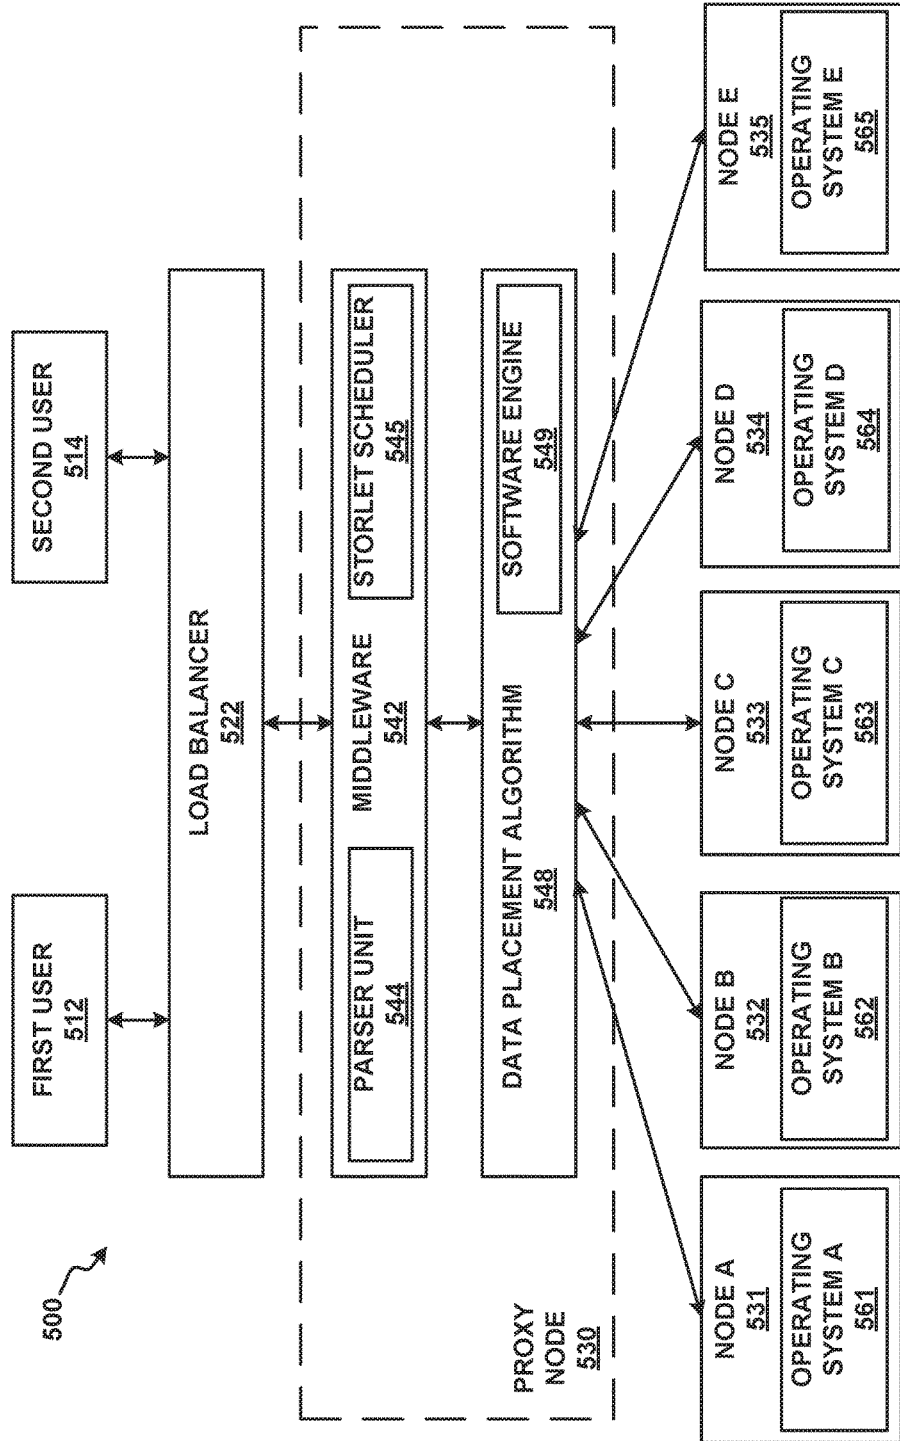 500
FIRST USER
512
SECOND USER
514
LOAD BALANCER
522
PROXY
NODE
530
MIDDLEWARE
542
PARSER UNIT
544
STORLET SCHEDULER
545
DATA PLACEMENT ALGORITHM
548
SOFTWARE ENGINE
549
NODE A
531
OPERATING
SYSTEM A
561
NODE B
532
OPERATING
SYSTEM B
562
NODE C
533
OPERATING
SYSTEM C
563
NODE D
534
OPERATING
SYSTEM D
564
NODE E
535
OPERATING
SYSTEM E
565